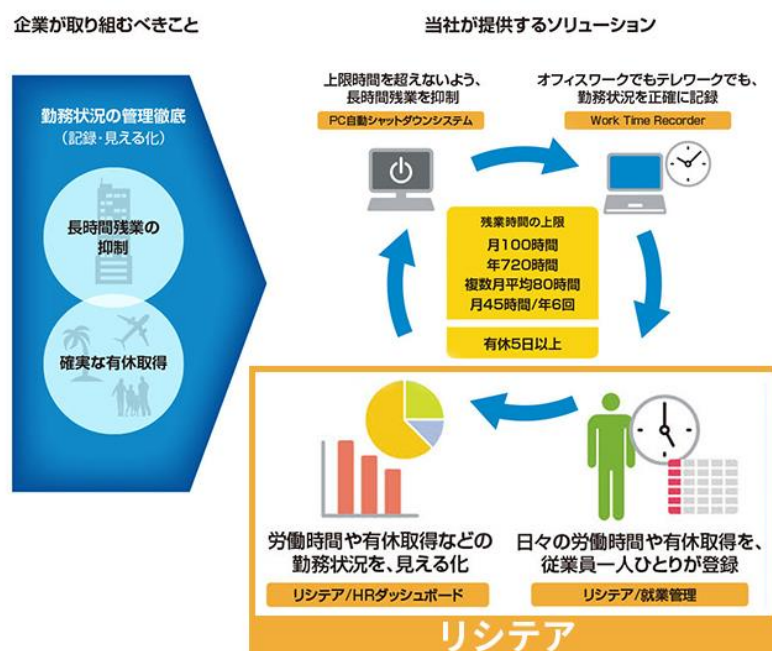 企業が取り組むべきこと
当社が提供するソリューション
勤務状況の管理徹底
(記録・見える化)
長時間残業の
抑制
確実な有休取得
上限時間を超えないよう、
長時間残業を抑制
PC自動シャットダウンシステム
オフィスワークでもテレワークでも、
勤務状況を正確に記録
Work Time Recorder
残業時間の上限
月100時間
年720時間
複数月平均80時間
月45時間/年6回
有休5日以上
労働時間や有休取得などの
勤務状況を、見える化
リシテア/HRダッシュボード
日々の労働時間や有休取得を、
従業員一人ひとりが登録
リシテア/就業管理
リシテア